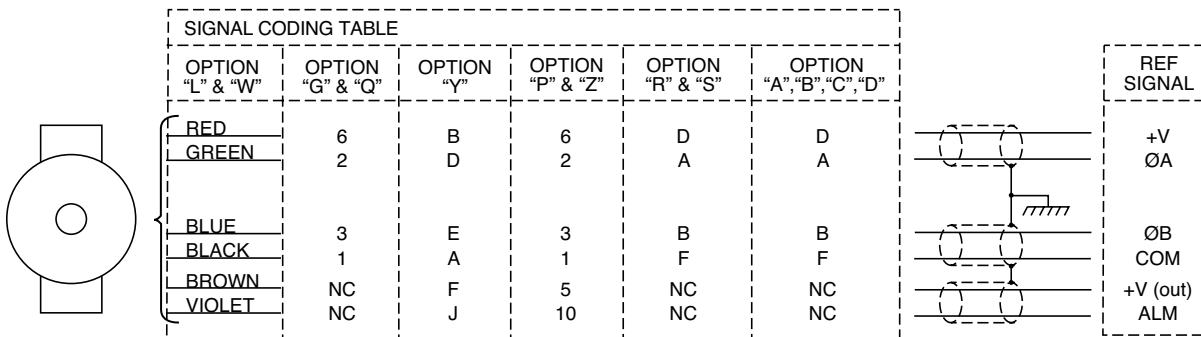 SIGNAL CODING TABLE
OPTION OPTION OPTION OPTION OPTION OPTION REF
“L” & “W” “G” & “Q” “Y” “P” & “Z” “R” & “S” “A”,“B”,“C”,“D” SIGNAL
RED 6 B 6 D D +V
GREEN 2 D 2 A A ØA
BLUE 3 E 3 B B ØB
BLACK 1 A 1 F F COM
BROWN NC F 5 NC NC +V (out)
VIOLET NC J 10 NC NC ALM